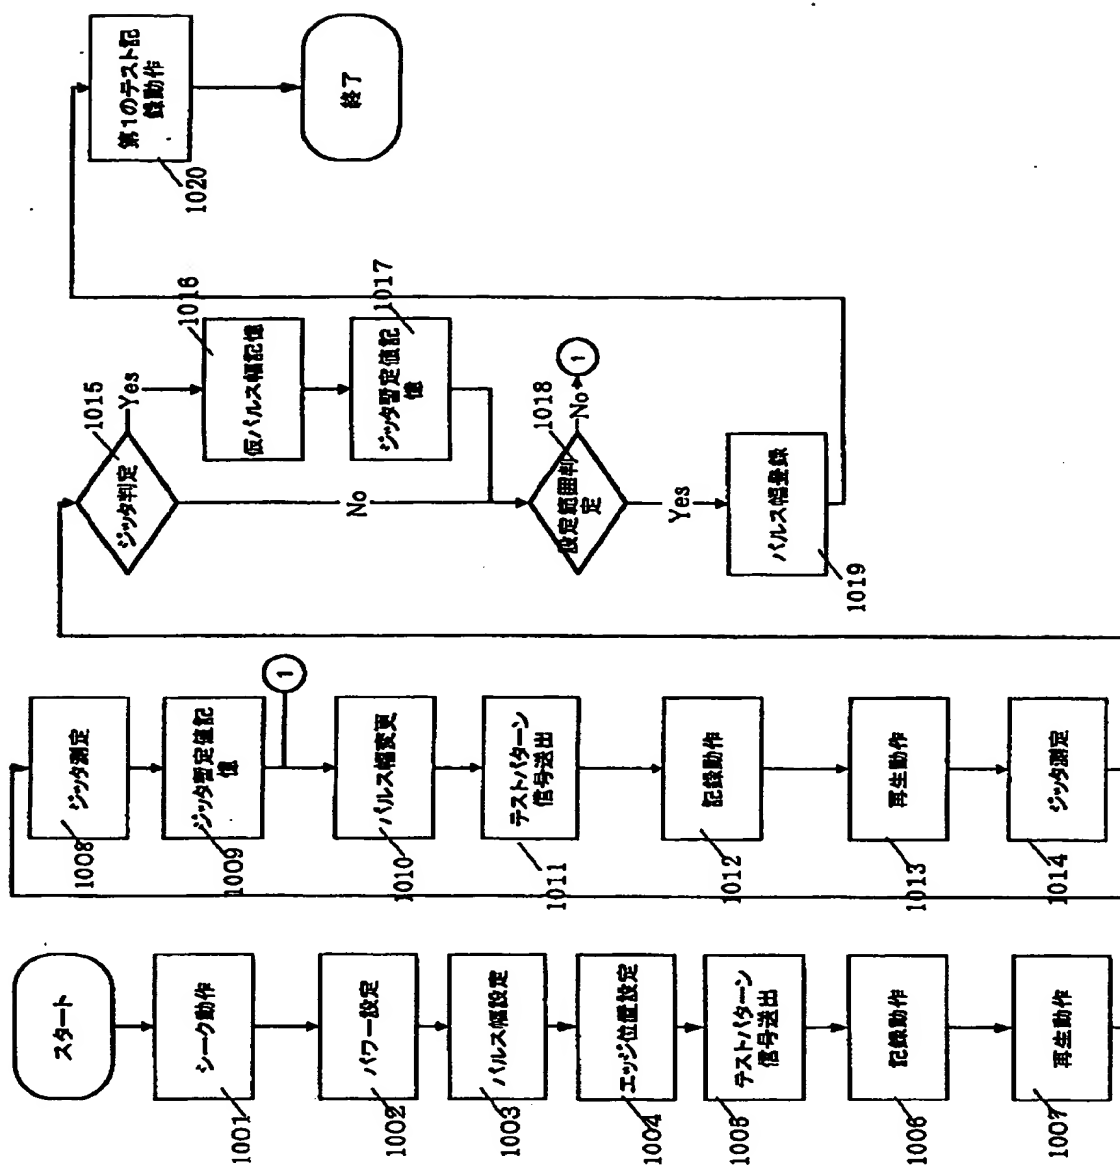 スタート
シーク動作
1001
パワー設定
1002
パルス幅設定
1003
エッジ位置設定
1004
テストパターン
信号送出
1005
記録動作
1006
再生動作
1007
ジッタ測定
1008
ジッタ暫定値記
憶
1009
1
パルス幅変更
1010
テストパターン
信号送出
1011
記録動作
1012
再生動作
1013
ジッタ測定
1014
ジッタ判定
1015
Yes
No
仮パルス幅記憶
1016
ジッタ暫定値記
憶
1017
設定範囲判
定
1018
No
1
Yes
パルス幅登録
1019
第1のテスト記
録動作
1020
終了